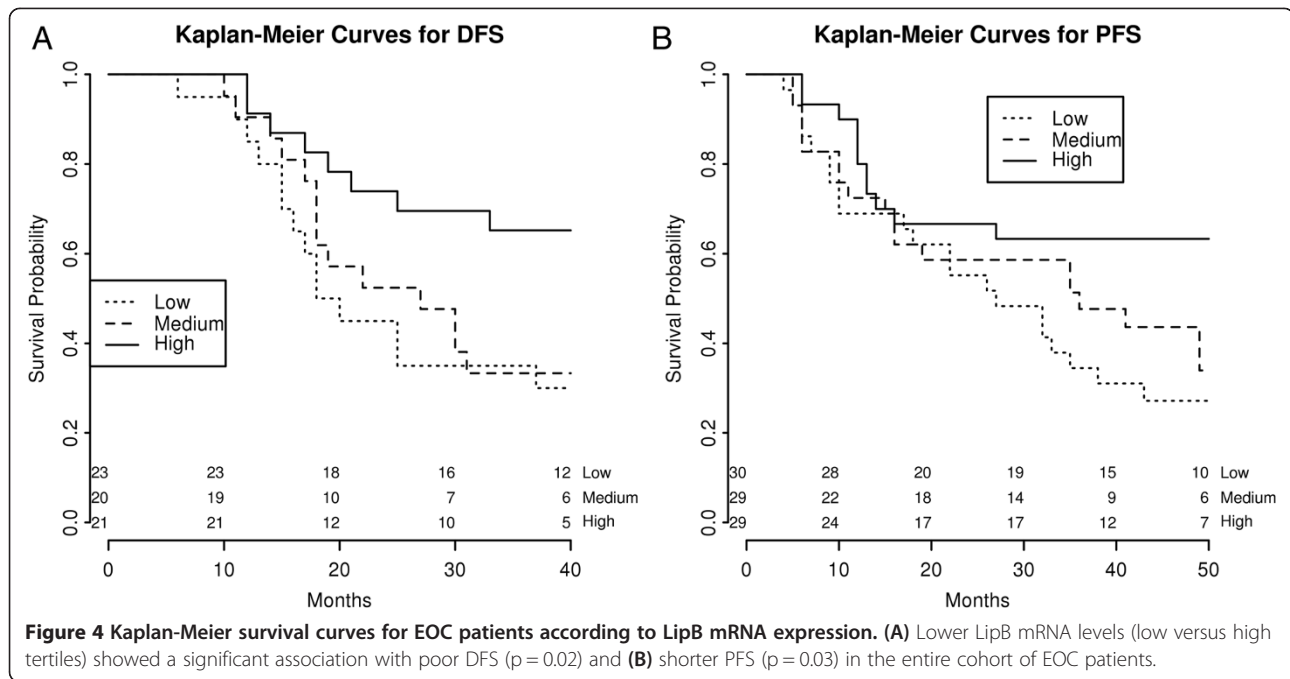 A
Kaplan-Meier Curves for DFS
Survival Probability
1.0
0.8
0.6
0.4
0.2
0.0
Low
Medium
High
23 23 18 16 12 Low
20 19 10 7 6 Medium
21 21 12 10 5 High
0 10 20 30 40
Months
B
Kaplan-Meier Curves for PFS
Survival Probability
1.0
0.8
0.6
0.4
0.2
0.0
Low
Medium
High
30 28 20 19 15 10 Low
29 22 18 14 9 6 Medium
29 24 17 17 12 7 High
0 10 20 30 40 50
Months
Figure 4 Kaplan-Meier survival curves for EOC patients according to LipB mRNA expression. (A) Lower LipB mRNA levels (low versus high
tertiles) showed a significant association with poor DFS (p = 0.02) and (B) shorter PFS (p = 0.03) in the entire cohort of EOC patients.